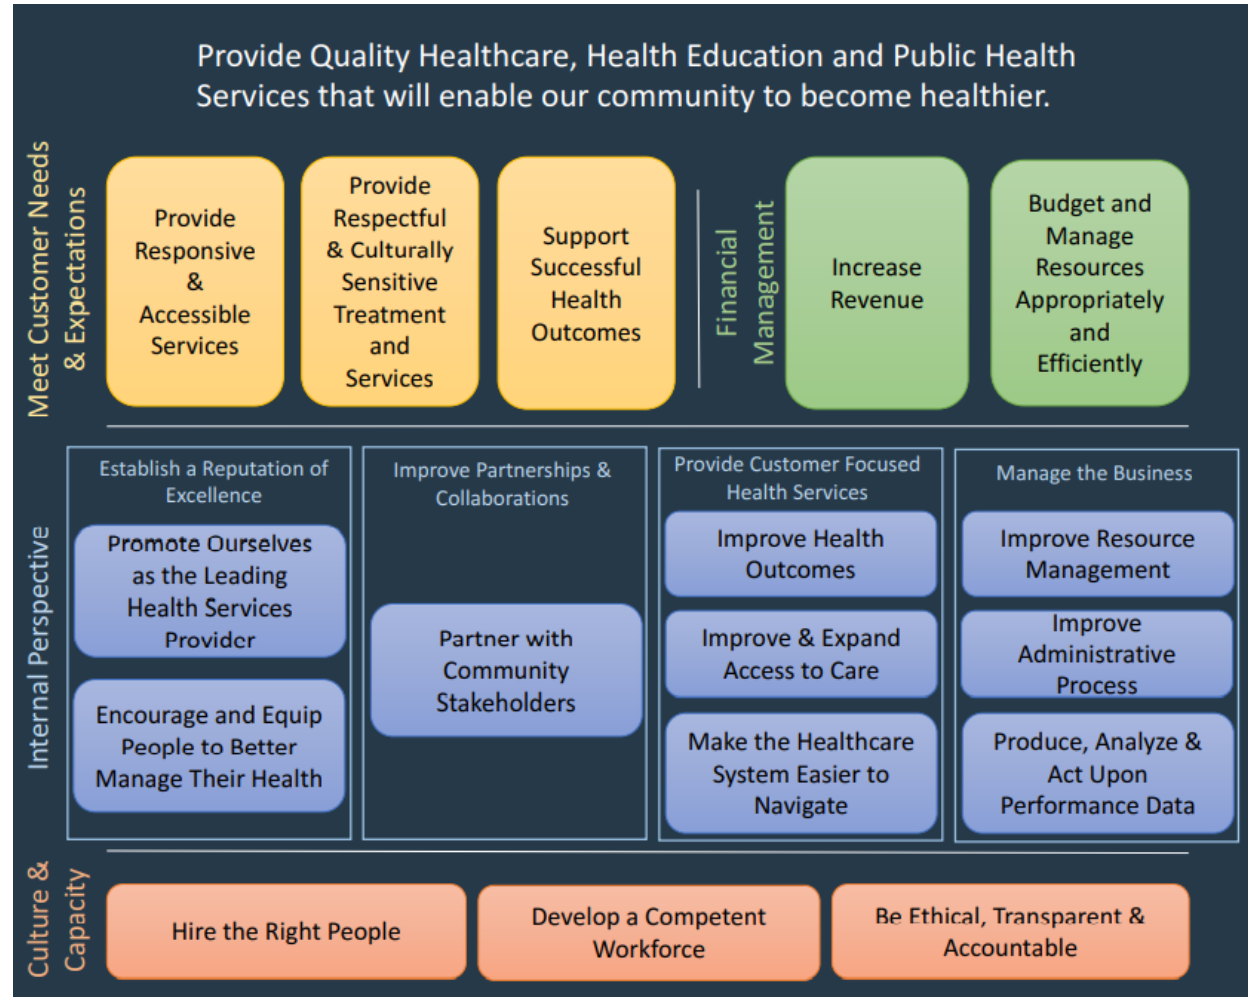 Provide Quality Healthcare, Health Education and Public Health
Services that will enable our community to become healthier.
Meet Customer Needs
& Expectations
Provide
Responsive
&
Accessible
Services
Provide
Respectful
& Culturally
Sensitive
Treatment
and
Services
Support
Successful
Health
Outcomes
Financial
Management
Increase
Revenue
Budget and
Manage
Resources
Appropriately
and
Efficiently
Internal Perspective
Establish a Reputation of
Excellence
Promote Ourselves
as the Leading
Health Services
Provider
Encourage and Equip
People to Better
Manage Their Health
Improve Partnerships &
Collaborations
Partner with
Community
Stakeholders
Provide Customer Focused
Health Services
Improve Health
Outcomes
Improve & Expand
Access to Care
Make the Healthcare
System Easier to
Navigate
Manage the Business
Improve Resource
Management
Improve
Administrative
Process
Produce, Analyze &
Act Upon
Performance Data
Culture &
Capacity
Hire the Right People
Develop a Competent
Workforce
Be Ethical, Transparent &
Accountable